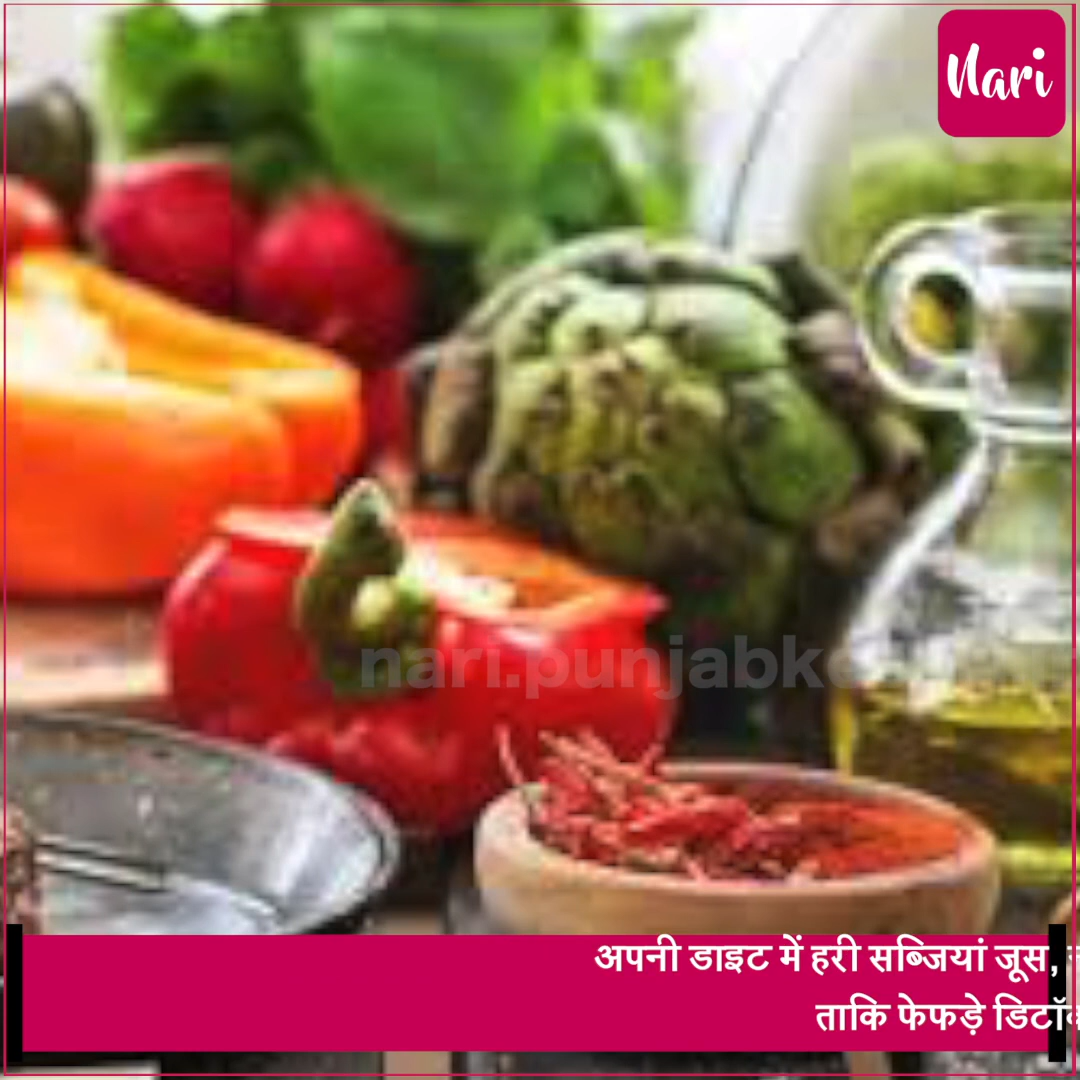 Nari
nari.punjabk
अपनी डाइट में हरी सब्जियां जूस,
ताकि फेफड़े